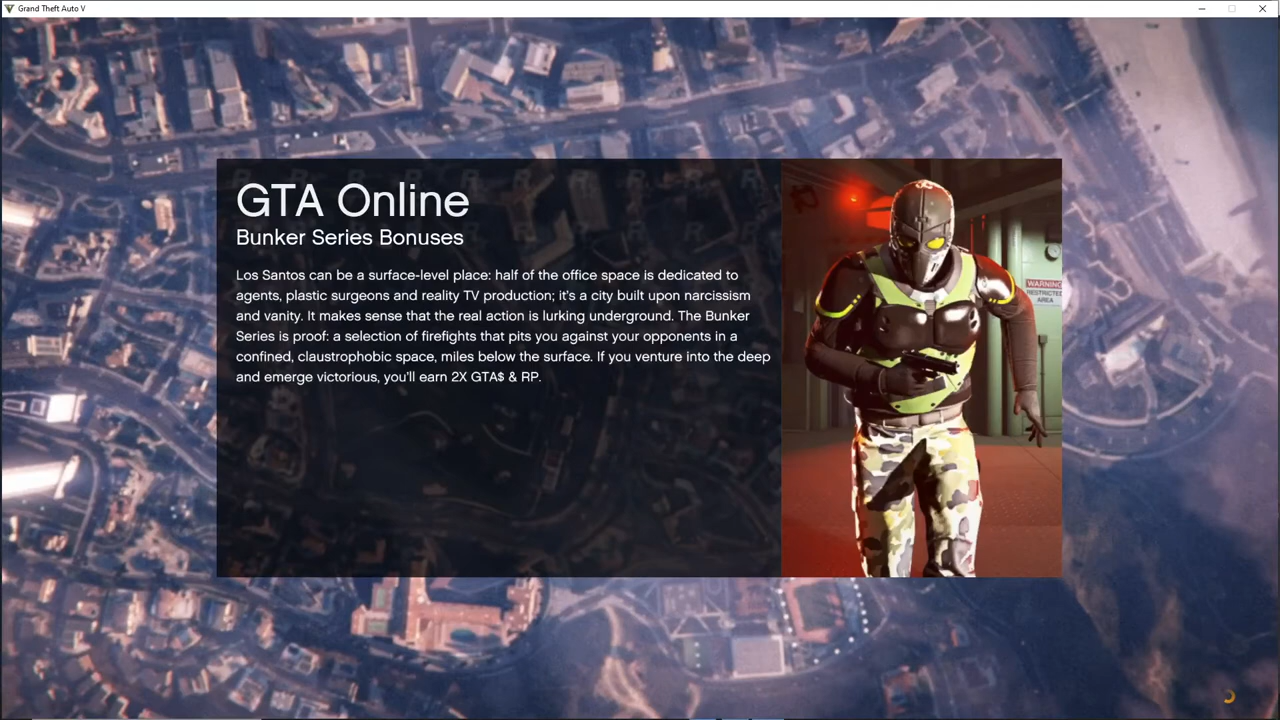 Grand Theft Auto V
GTA Online
Bunker Series Bonuses
Los Santos can be a surface-level place: half of the office space is dedicated to
agents, plastic surgeons and reality TV production; it's a city built upon narcissism
and vanity. It makes sense that the real action is lurking underground. The Bunker
Series is proof: a selection of firefights that pits you against your opponents in a
confined, claustrophobic space, miles below the surface. If you venture into the deep
and emerge victorious, you'll earn 2X GTA$ & RP.
WARNING
RESTRICTED
AREA